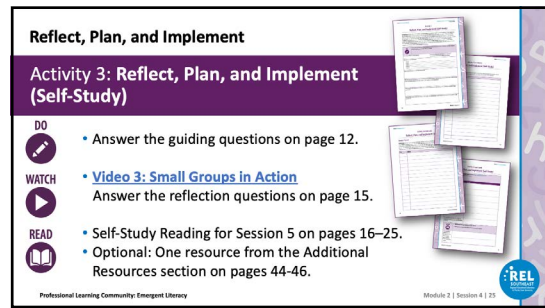 Reflect, Plan, and Implement
Activity 3: Reflect, Plan, and Implement
(Self-Study)
DO
• Answer the guiding questions on page 12.
WATCH
• Video 3: Small Groups in Action
Answer the reflection questions on page 15.
READ
• Self-Study Reading for Session 5 on pages 16–25.
• Optional: One resource from the Additional
Resources section on pages 44-46.
REL
SOUTHEAST
Professional Learning Community: Emergent Literacy
Module 2 | Session 4 | 25